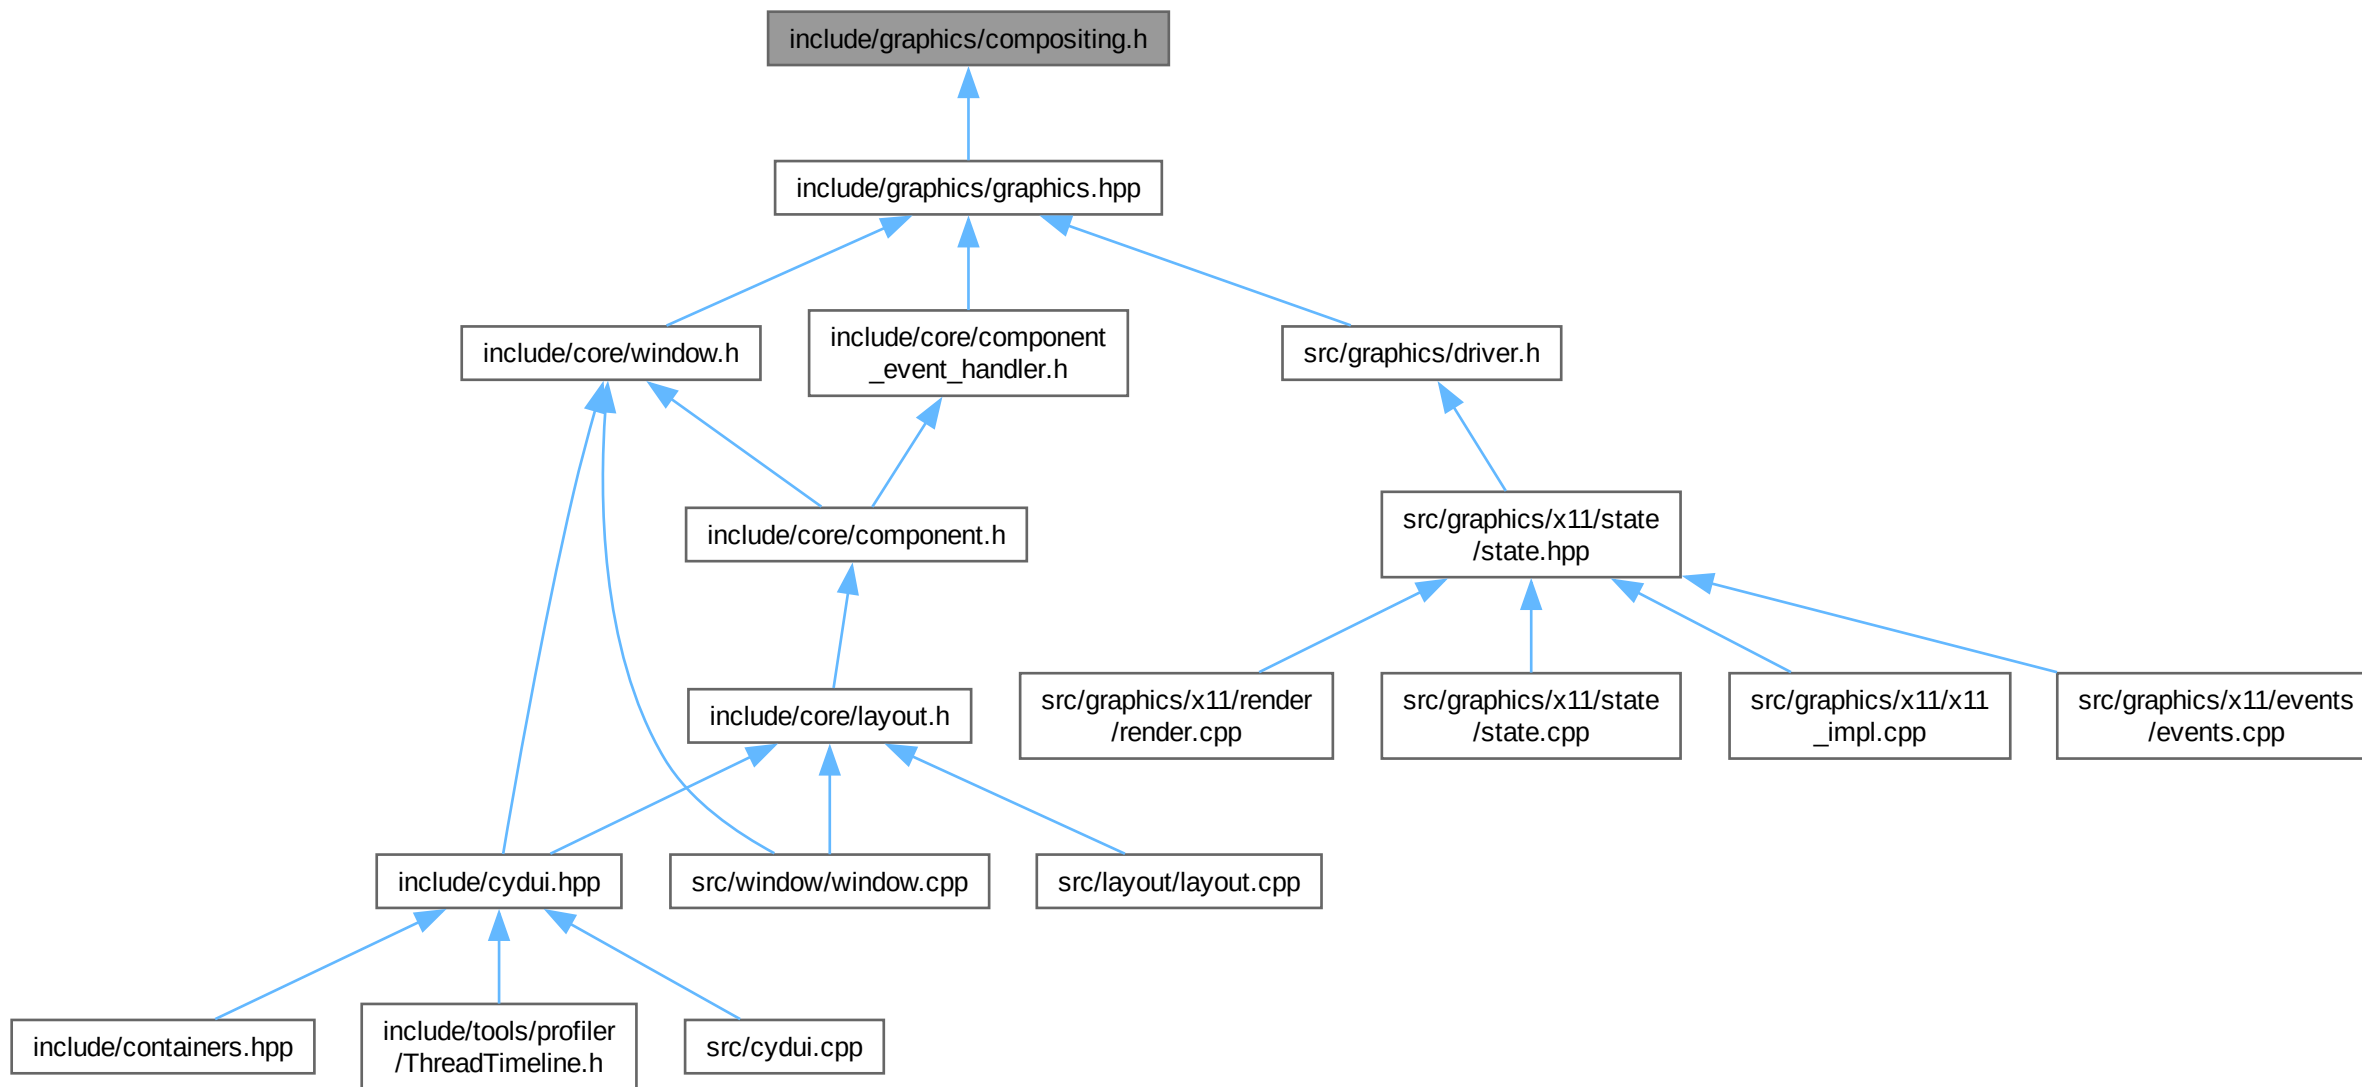 include/graphics/compositing.h
include/graphics/graphics.hpp
include/core/window.h
include/core/component
_event_handler.h
src/graphics/driver.h
include/core/component.h
src/graphics/x11/state
/state.hpp
include/core/layout.h
src/graphics/x11/render
/render.cpp
src/graphics/x11/state
/state.cpp
src/graphics/x11/x11
_impl.cpp
src/graphics/x11/events
/events.cpp
include/cydui.hpp
src/window/window.cpp
src/layout/layout.cpp
include/containers.hpp
include/tools/profiler
/ThreadTimeline.h
src/cydui.cpp